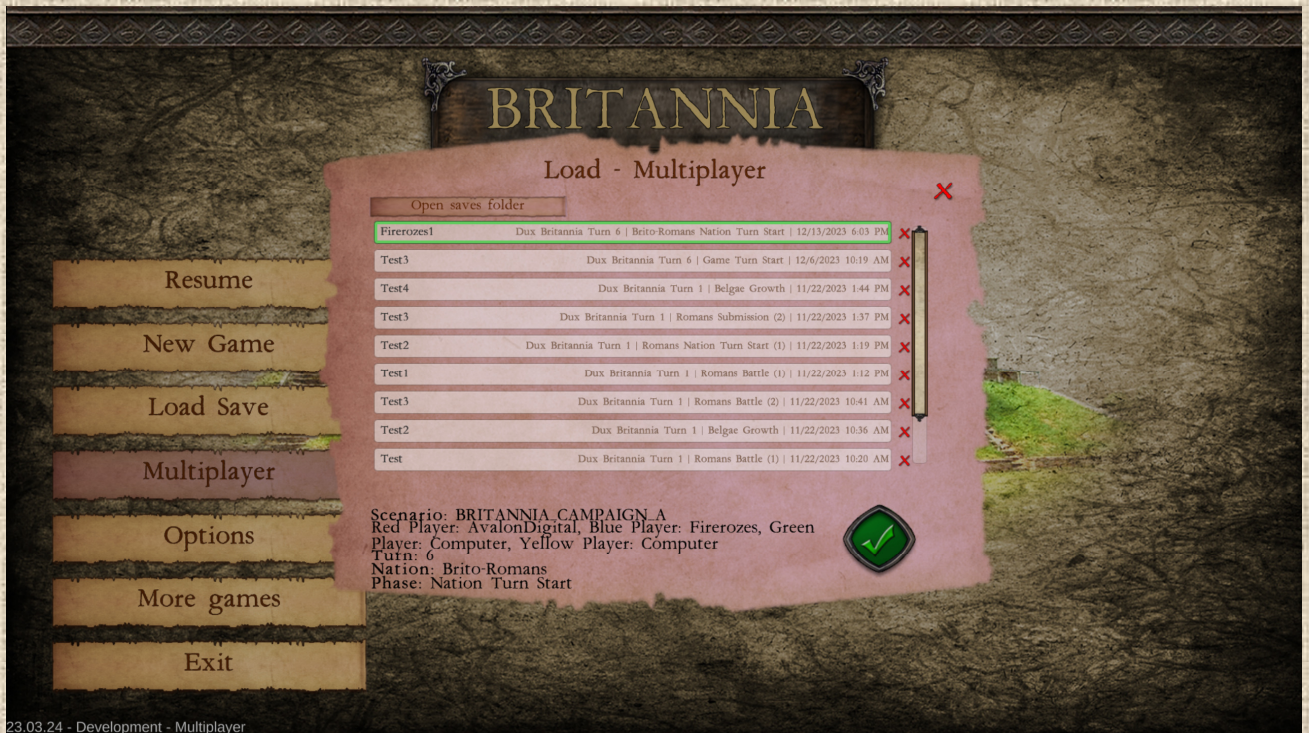 BRITANNIA
Load - Multiplayer
Open saves folder
Firerozes1 Dux Britannia Turn 6 | Brito-Romans Nation Turn Start | 12/13/2023 6:03 PM
Test3 Dux Britannia Turn 6 | Game Turn Start | 12/6/2023 10:19 AM
Test4 Dux Britannia Turn 1 | Belgae Growth | 11/22/2023 1:44 PM
Test3 Dux Britannia Turn 1 | Romans Submission (2) | 11/22/2023 1:37 PM
Test2 Dux Britannia Turn 1 | Romans Nation Turn Start (1) | 11/22/2023 1:19 PM
Test1 Dux Britannia Turn 1 | Romans Battle (1) | 11/22/2023 1:12 PM
Test3 Dux Britannia Turn 1 | Romans Battle (2) | 11/22/2023 10:41 AM
Test2 Dux Britannia Turn 1 | Belgae Growth | 11/22/2023 10:36 AM
Test Dux Britannia Turn 1 | Romans Battle (1) | 11/22/2023 10:20 AM
Scenario: BRITANNIA_CAMPAIGN_A
Red Player: AvalonDigital, Blue Player: Firerozes, Green
Player: Computer, Yellow Player: Computer
Turn: 6
Nation: Brito-Romans
Phase: Nation Turn Start
Resume
New Game
Load Save
Multiplayer
Options
More games
Exit
23.03.24 - Development - Multiplayer